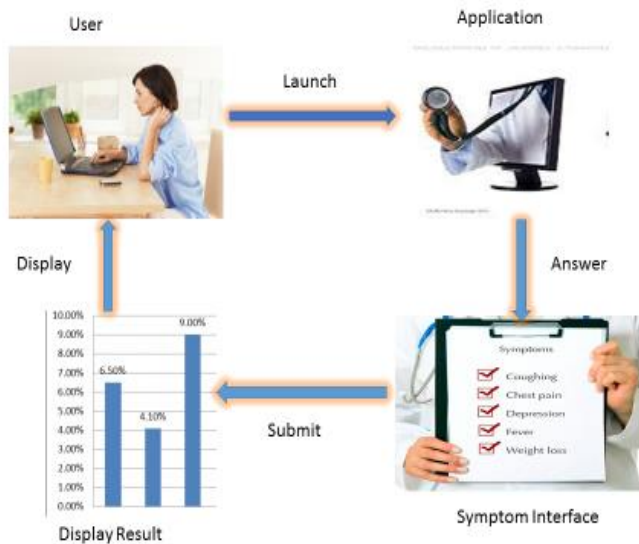 User
Application
Launch
Display
Answer
10.00%
9.00%
8.00%
7.00%
6.00%
5.00%
4.00%
3.00%
2.00%
1.00%
0.00%
6.50%
4.10%
9.00%
Submit
Symptoms
Coughing
Chest pain
Depression
Fever
Weight loss
Display Result
Symptom Interface